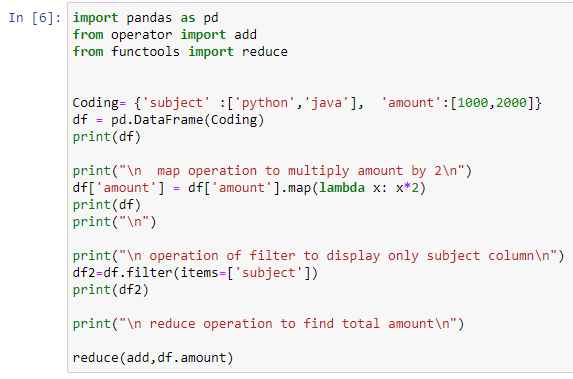 In [6]: import pandas as pd
from operator import add
from functools import reduce
Coding= {'subject' :['python','java'],  'amount':[1000,2000]}
df = pd.DataFrame(Coding)
print(df)
print("\n  map operation to multiply amount by 2\n")
df['amount'] = df['amount'].map(lambda x: x*2)
print(df)
print("\n")
print("\n operation of filter to display only subject column\n")
df2=df.filter(items=['subject'])
print(df2)
print("\n reduce operation to find total amount\n")
reduce(add,df.amount)